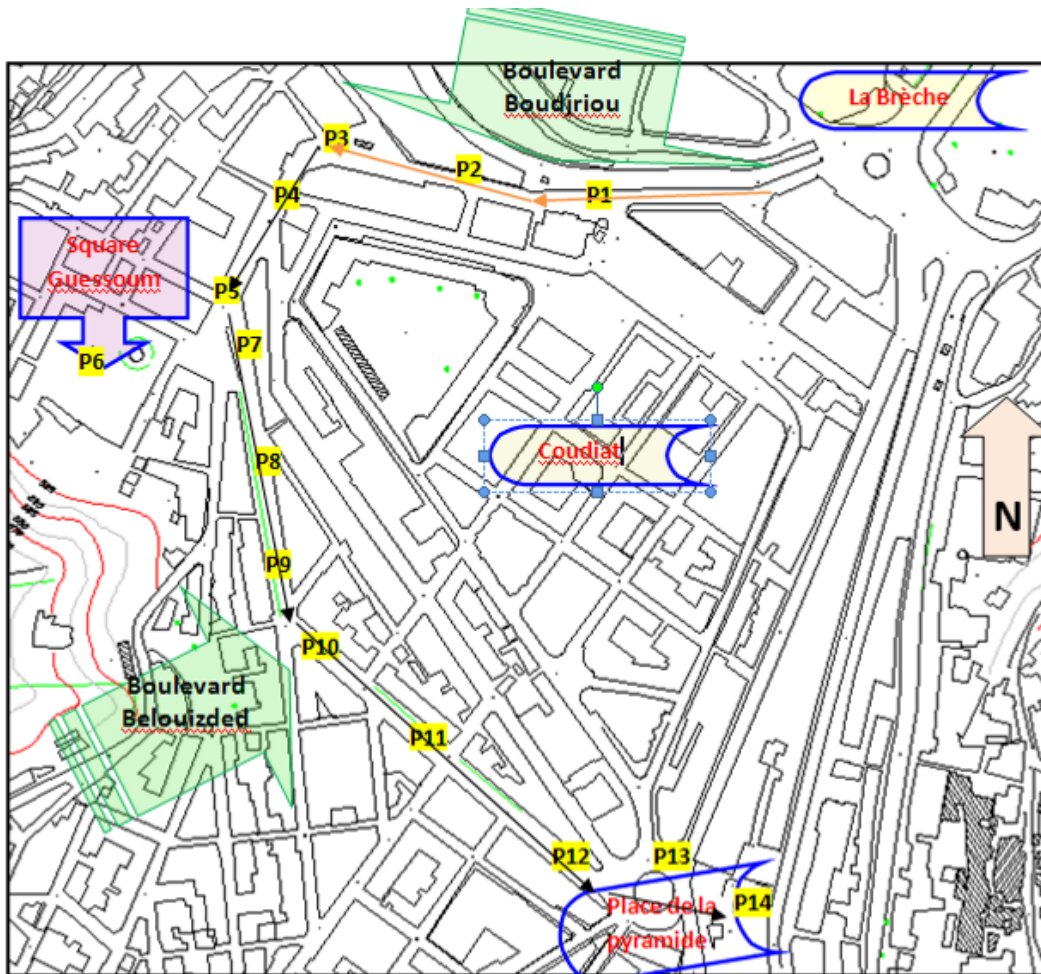 Boulevard
Boudjriou
La Brèche
P3
P2
P4
P1
Square
Guessoum
P5
P7
P6
Coudiat
P8
N
P9
P10
Boulevard
Belouizded
P11
P12
P13
P14
Place de la
pyramide